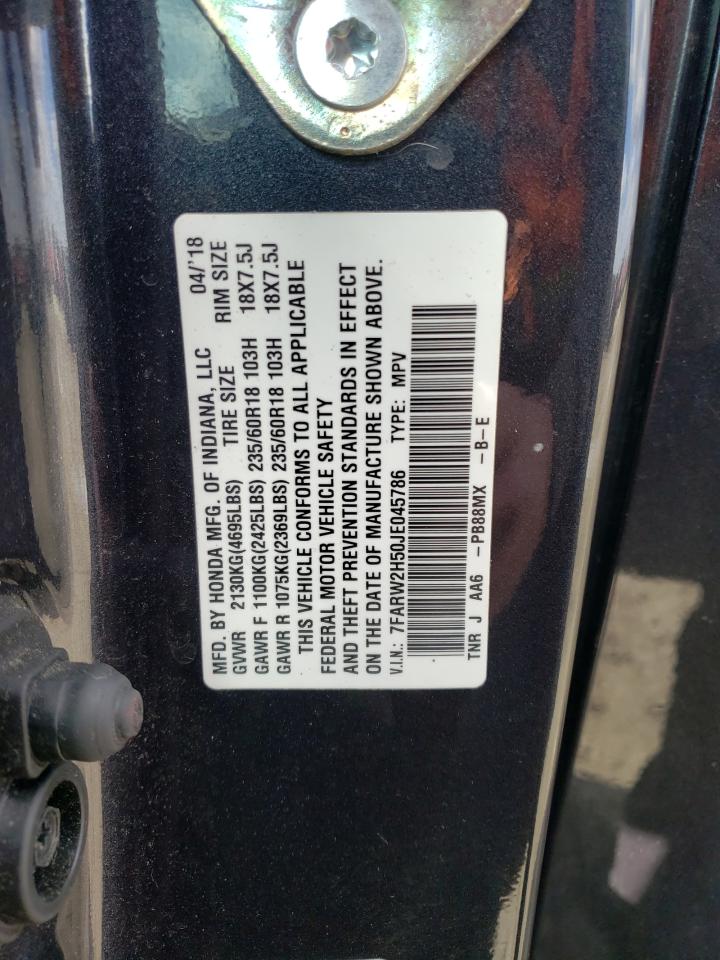 MFD. BY HONDA MFG. OF INDIANA, LLC 04/'18
GVWR 2130KG(4695LBS) TIRE SIZE RIM SIZE
GAWR F 1100KG(2425LBS) 235/60R18 103H 18X7.5J
GAWR R 1075KG(2369LBS) 235/60R18 103H 18X7.5J
THIS VEHICLE CONFORMS TO ALL APPLICABLE
FEDERAL MOTOR VEHICLE SAFETY
AND THEFT PREVENTION STANDARDS IN EFFECT
ON THE DATE OF MANUFACTURE SHOWN ABOVE.
V.I.N.: 7FARW2H50JE045786 TYPE: MPV
TNR J AA6 -PB88MX -B-E